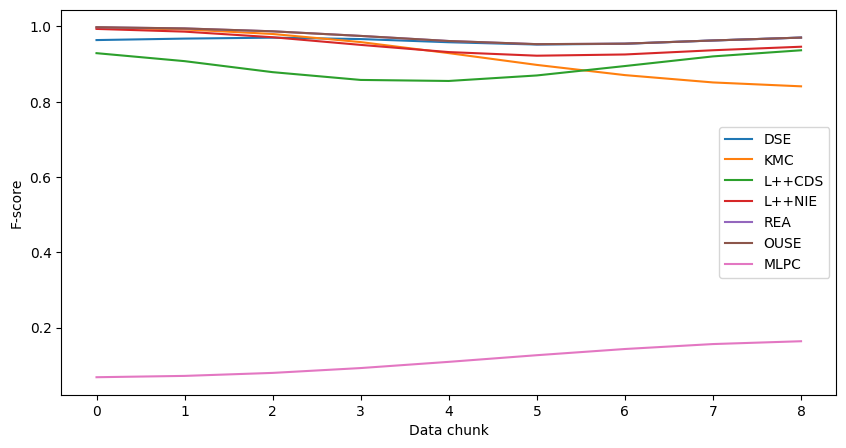 F-score
1.0
0.8
0.6
0.4
0.2
DSE
KMC
L++CDS
L++NIE
REA
OUSE
MLPC
0 1 2 3 4 5 6 7 8
Data chunk